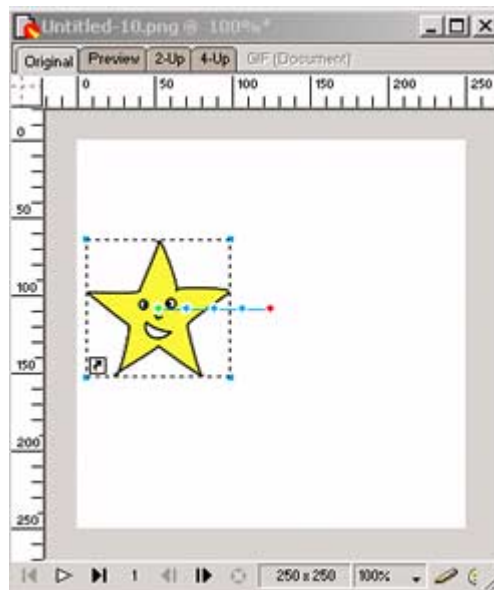 Untitled-10.png @ 100%*
Original Preview 2-Up 4-Up GIF (Document)
0 50 100 150 200 250
0
50
100
150
200
250
1 250 x 250 100%